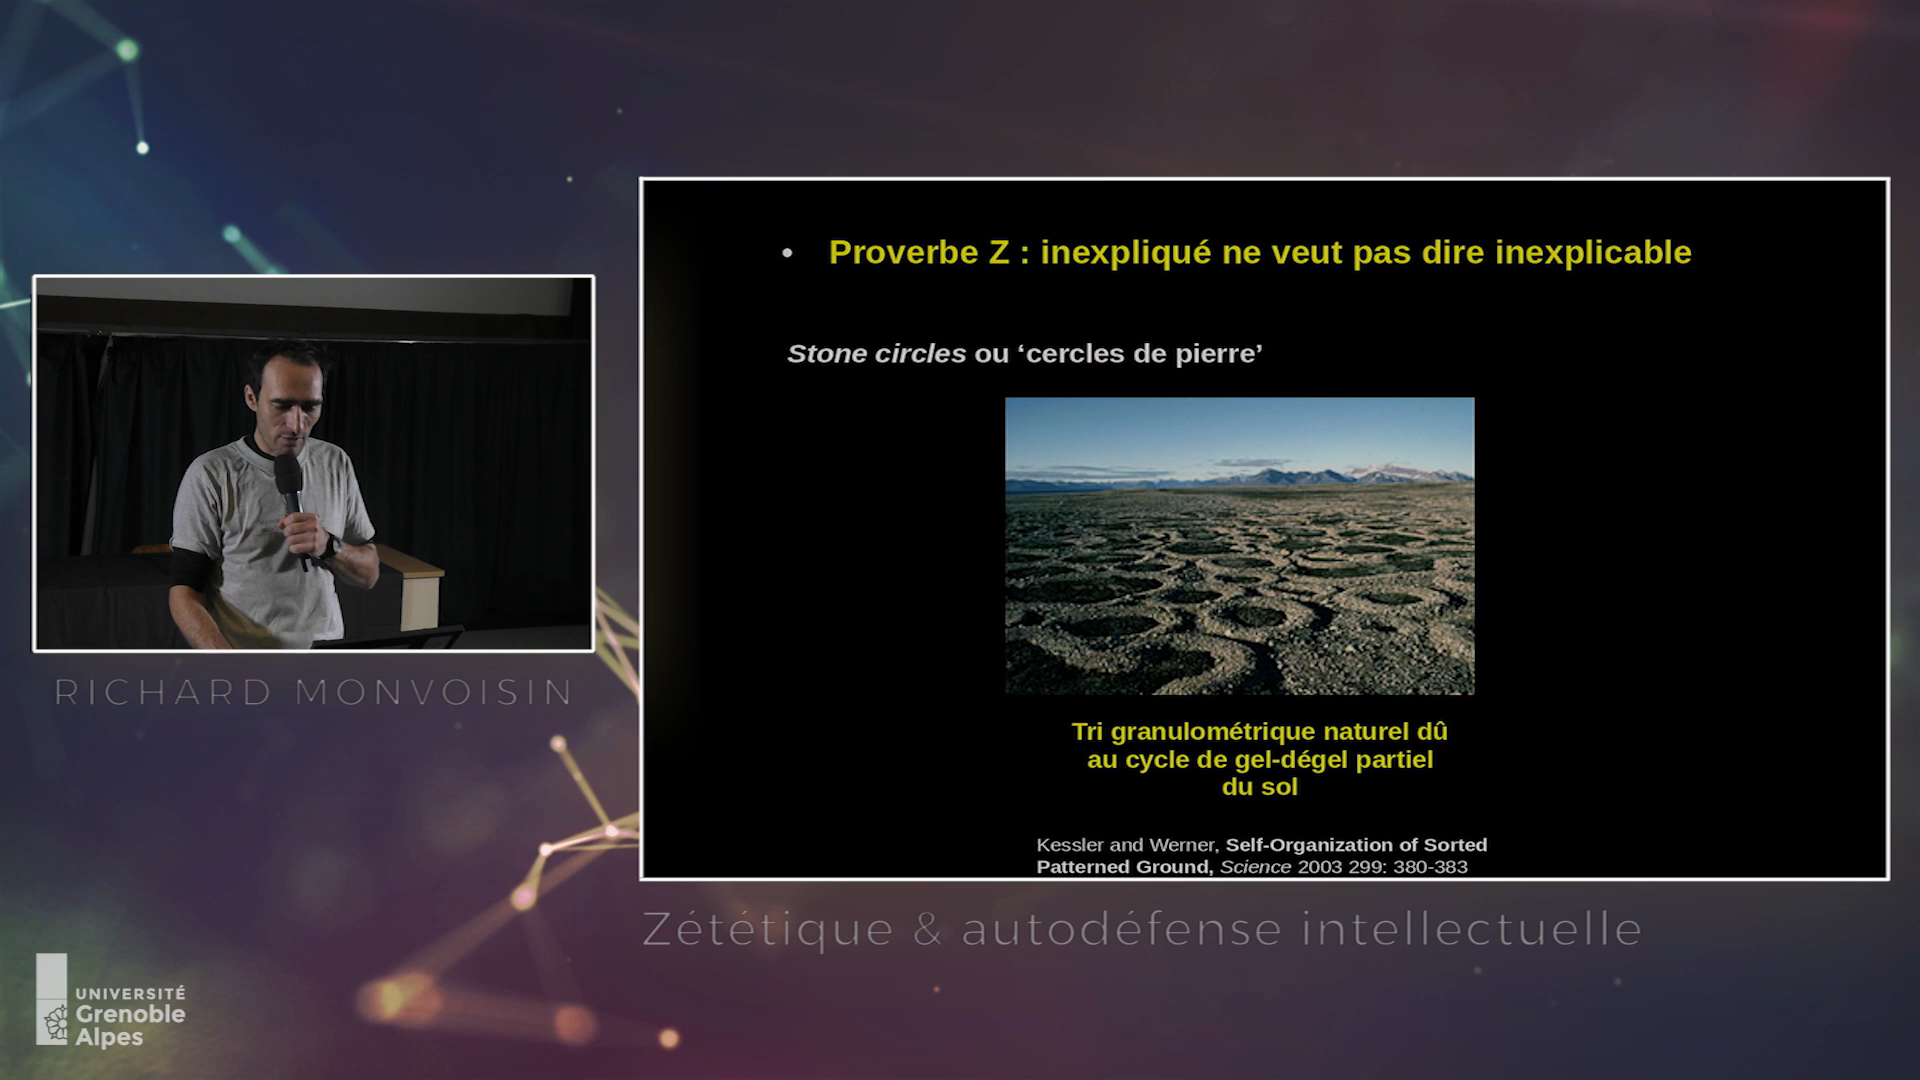 • Proverbe Z : inexpliqué ne veut pas dire inexplicable
Stone circles ou ‘cercles de pierre’
Tri granulométrique naturel dû
au cycle de gel-dégel partiel
du sol
Kessler and Werner, Self-Organization of Sorted
Patterned Ground, Science 2003 299: 380-383
RICHARD MONVOISIN
Zététique & autodéfense intellectuelle
UNIVERSITÉ
Grenoble
Alpes